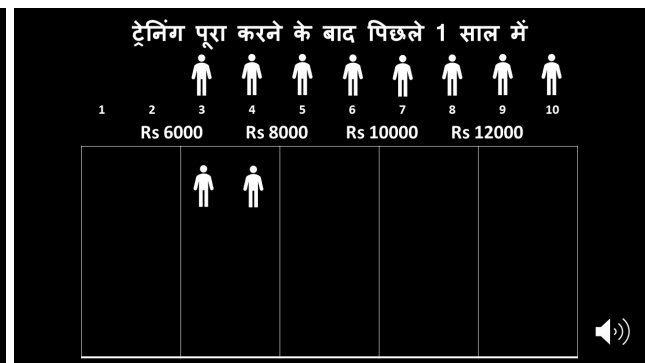 ट्रेनिंग पूरा करने के बाद पिछले 1 साल में
1 2 3 4 5 6 7 8 9 10
Rs 6000 Rs 8000 Rs 10000 Rs 12000